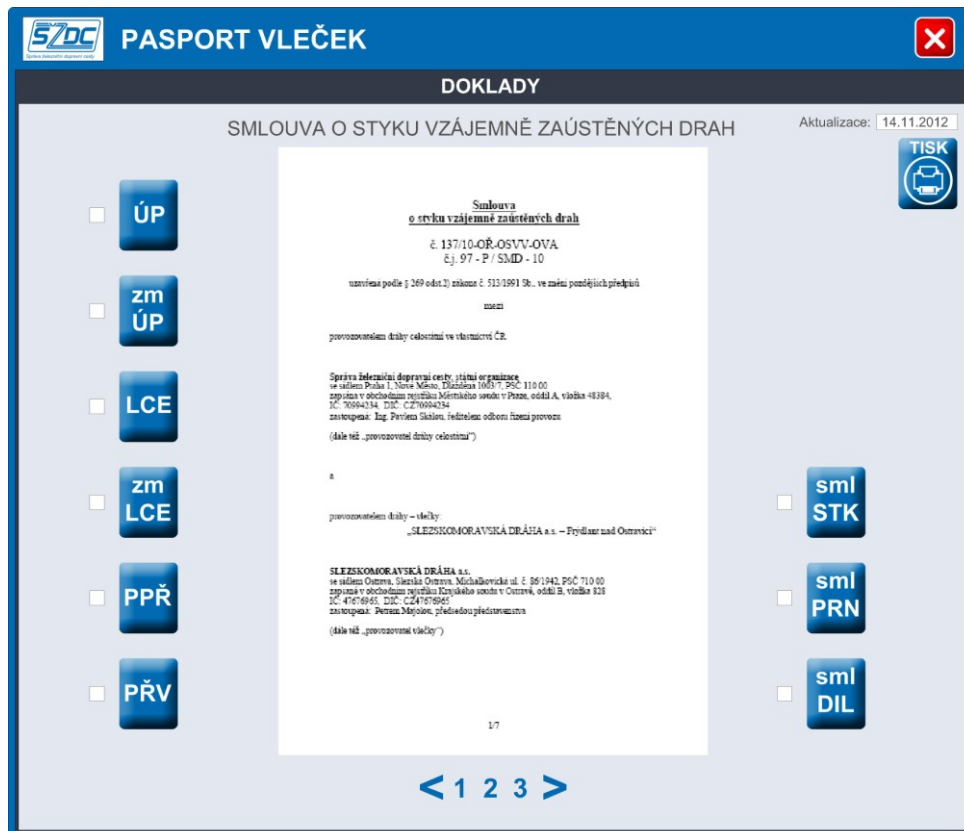 SŽDC
Správa železniční dopravní cesty
PASPORT VLEČEK
DOKLADY
SMLOUVA O STYKU VZÁJEMNĚ ZAÚSTĚNÝCH DRAH
Aktualizace: 14.11.2012
TISK
ÚP
zm
ÚP
LCE
zm
LCE
PPŘ
PŘV
Smlouva
o styku vzájemně zaústěných drah
č. 137/10-OŘ-OSVV-OVA
č.j. 97 - P / SMD - 10
uzavřená podle § 269 odst.2) zákona č. 513/1991 Sb., ve znění pozdějších předpisů
mezi
provozovatelem dráhy celostátní ve vlastnictví ČR
Správa železniční dopravní cesty, státní organizace
se sídlem Praha 1, Nové Město, Dlážděná 1003/7, PSČ 110 00
zapsána v obchodním rejstříku Městského soudu v Praze, oddíl A, vložka 48384,
IČ: 70994234, DIČ: CZ70994234
zastoupená: Ing. Pavlem Skálou, ředitelem odboru řízení provozu
(dále též „provozovatel dráhy celostátní“)
a
provozovatelem dráhy – vlečky:
„SLEZSKOMORAVSKÁ DRÁHA a.s. – Frýdlant nad Ostravicí“
SLEZSKOMORAVSKÁ DRÁHA a.s.
se sídlem Ostrava, Slezská Ostrava, Michalkovická ul. č. 86/1942, PSČ 710 00
zapsané v obchodním rejstříku Krajského soudu v Ostravě, oddíl B, vložka 828
IČ: 47676965, DIČ: CZ47676965
zastoupená: Petrem Majolou, předsedou představenstva
(dále též „provozovatel vlečky“)
1/7
sml
STK
sml
PRN
sml
DIL
< 1 2 3 >